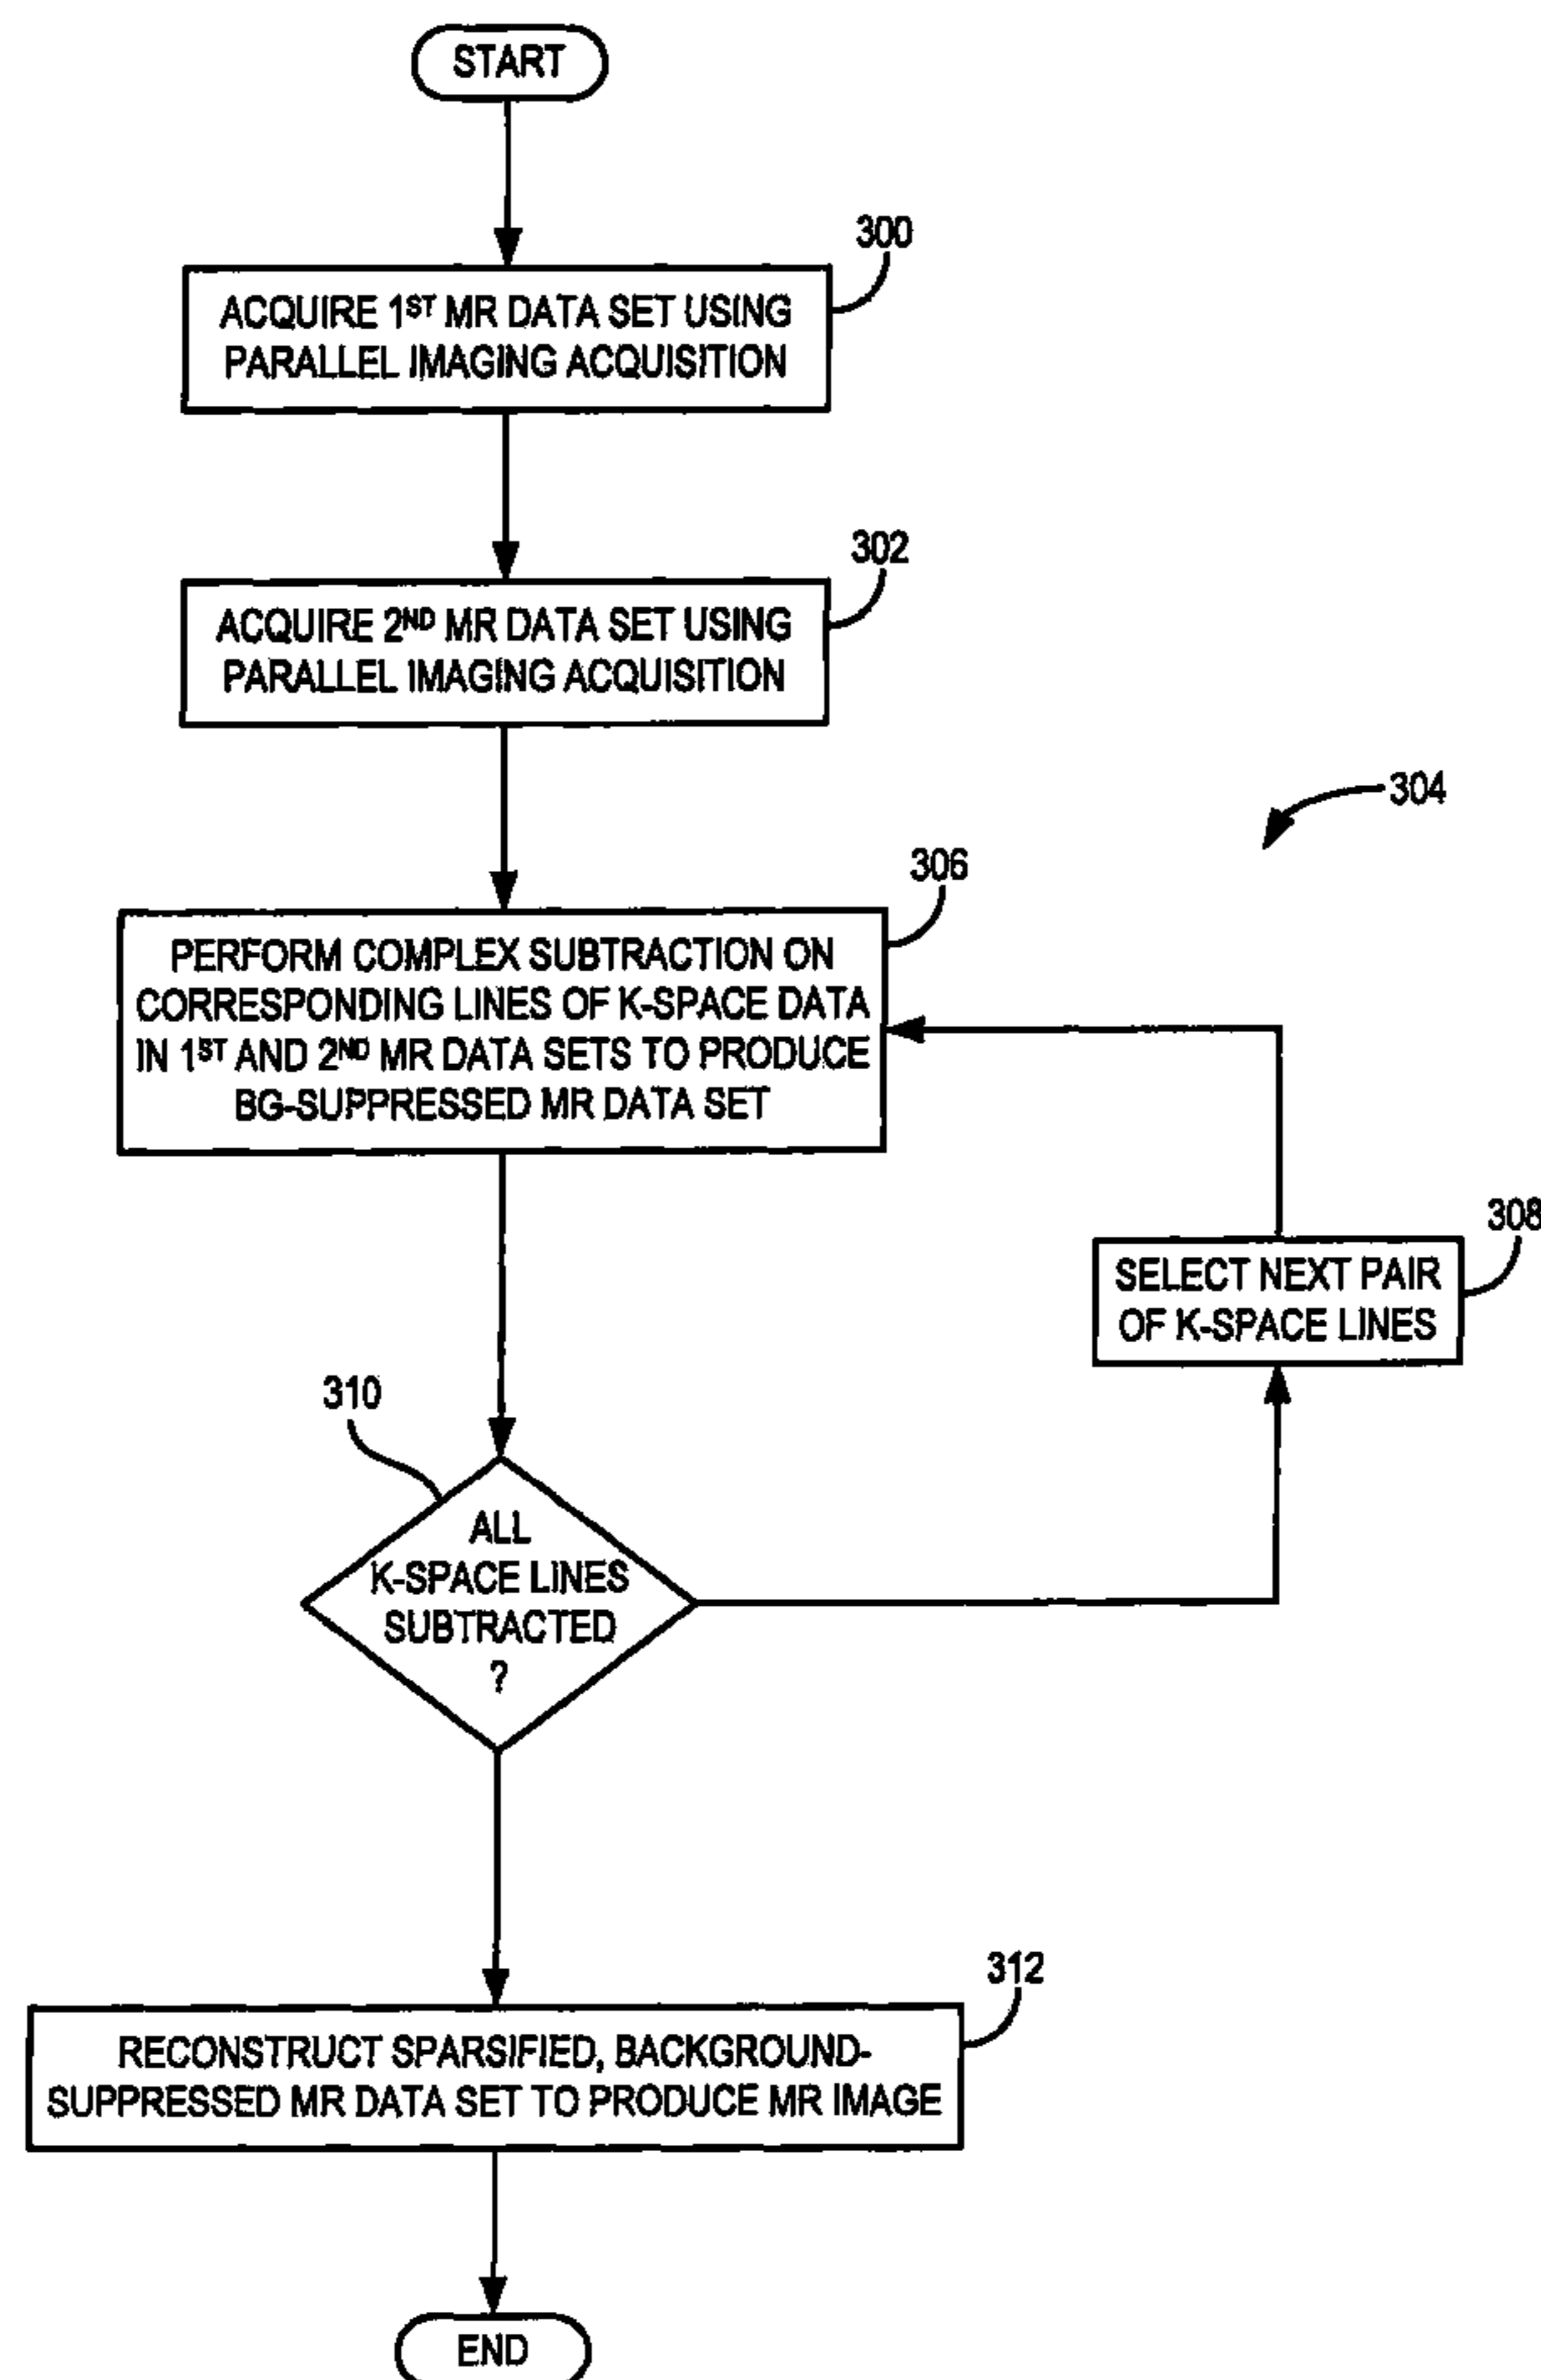 START
300
ACQUIRE 1ST MR DATA SET USING
PARALLEL IMAGING ACQUISITION
302
ACQUIRE 2ND MR DATA SET USING
PARALLEL IMAGING ACQUISITION
304
306
PERFORM COMPLEX SUBTRACTION ON
CORRESPONDING LINES OF K-SPACE DATA
IN 1ST AND 2ND MR DATA SETS TO PRODUCE
BG-SUPPRESSED MR DATA SET
308
SELECT NEXT PAIR
OF K-SPACE LINES
310
ALL
K-SPACE LINES
SUBTRACTED
?
312
RECONSTRUCT SPARSIFIED, BACKGROUND-
SUPPRESSED MR DATA SET TO PRODUCE MR IMAGE
END